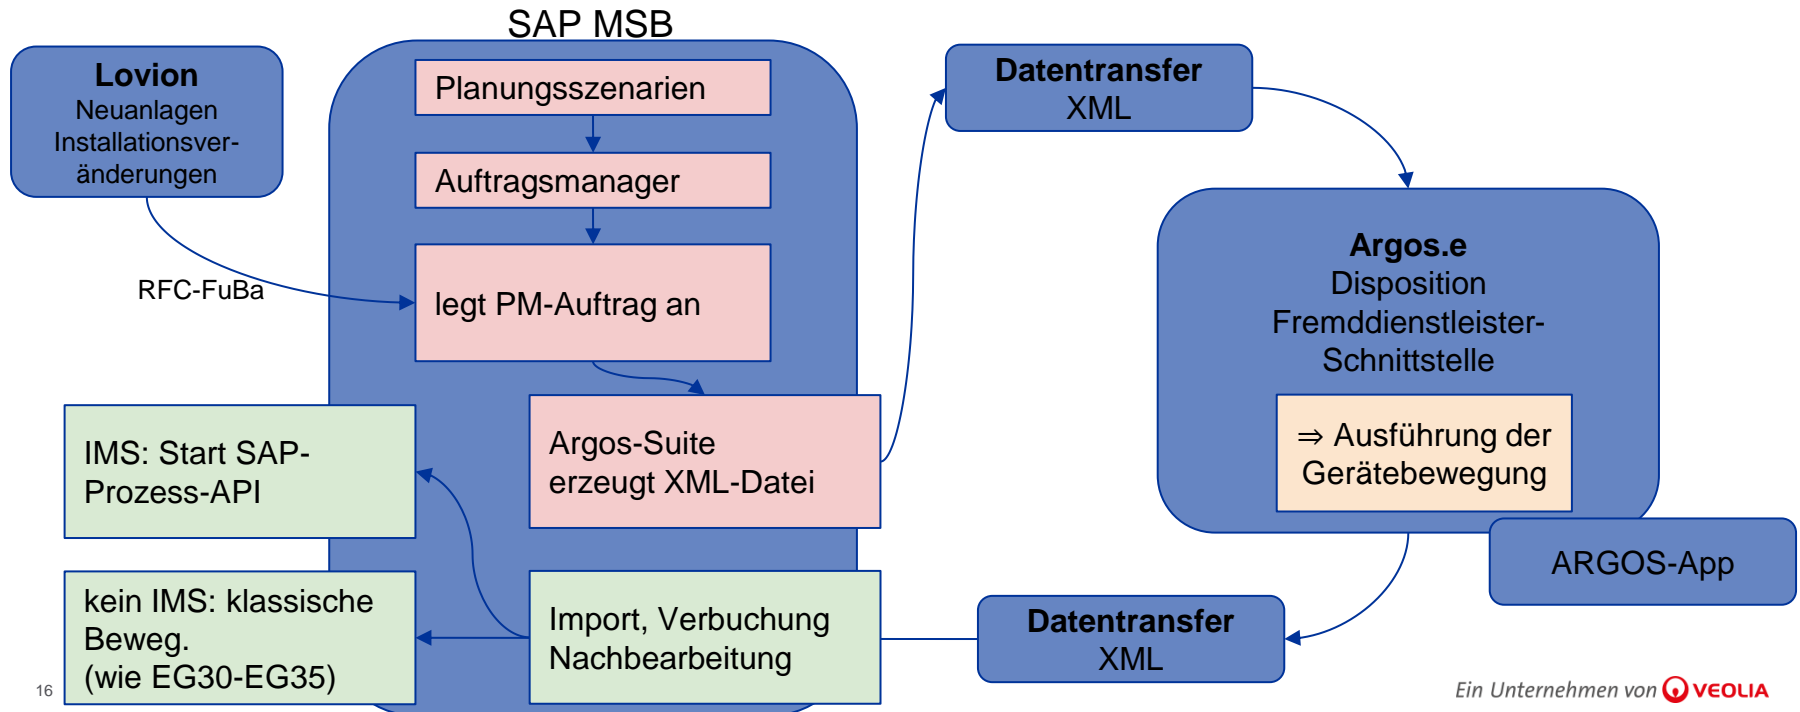 SAP MSB
Lovion
Neuanlagen
Installationsver-
änderungen
RFC-FuBa
Planungsszenarien
Auftragsmanager
legt PM-Auftrag an
Argos-Suite
erzeugt XML-Datei
Datentransfer
XML
Argos.e
Disposition
Fremddienstleister-
Schnittstelle
⇒ Ausführung der
Gerätebewegung
ARGOS-App
Datentransfer
XML
Import, Verbuchung
Nachbearbeitung
IMS: Start SAP-
Prozess-API
kein IMS: klassische
Beweg.
(wie EG30-EG35)
16
Ein Unternehmen von VEOLIA